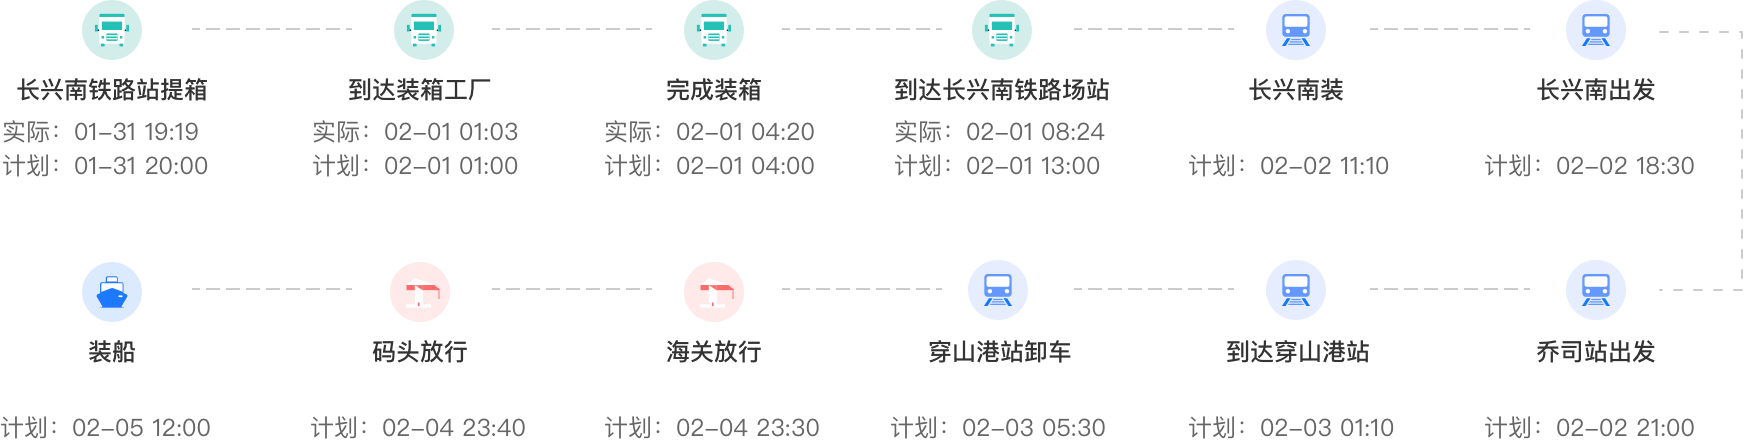 长兴南铁路站提箱
实际：01-31 19:19
计划：01-31 20:00
到达装箱工厂
实际：02-01 01:03
计划：02-01 01:00
完成装箱
实际：02-01 04:20
计划：02-01 04:00
到达长兴南铁路场站
实际：02-01 08:24
计划：02-01 13:00
长兴南装
计划：02-02 11:10
长兴南出发
计划：02-02 18:30
装船
计划：02-05 12:00
码头放行
计划：02-04 23:40
海关放行
计划：02-04 23:30
穿山港站卸车
计划：02-03 05:30
到达穿山港站
计划：02-03 01:10
乔司站出发
计划：02-02 21:00